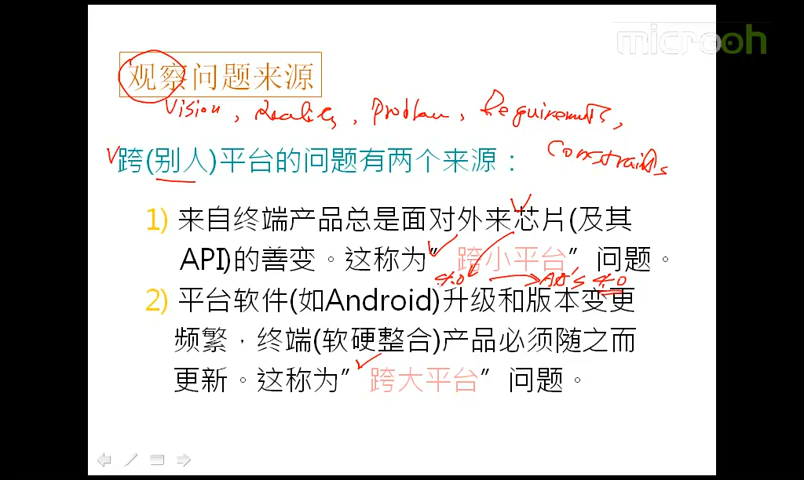 microoh
观察问题来源
Vision, Reality, Problem, Requirements,
Constraints
跨(别人)平台的问题有两个来源：
1) 来自终端产品总是面对外来芯片(及其
API)的善变。这称为“跨小平台”问题。
2) 平台软件(如Android)升级和版本变更
频繁，终端(软硬整合)产品必须随之而
更新。这称为”跨大平台”问题。